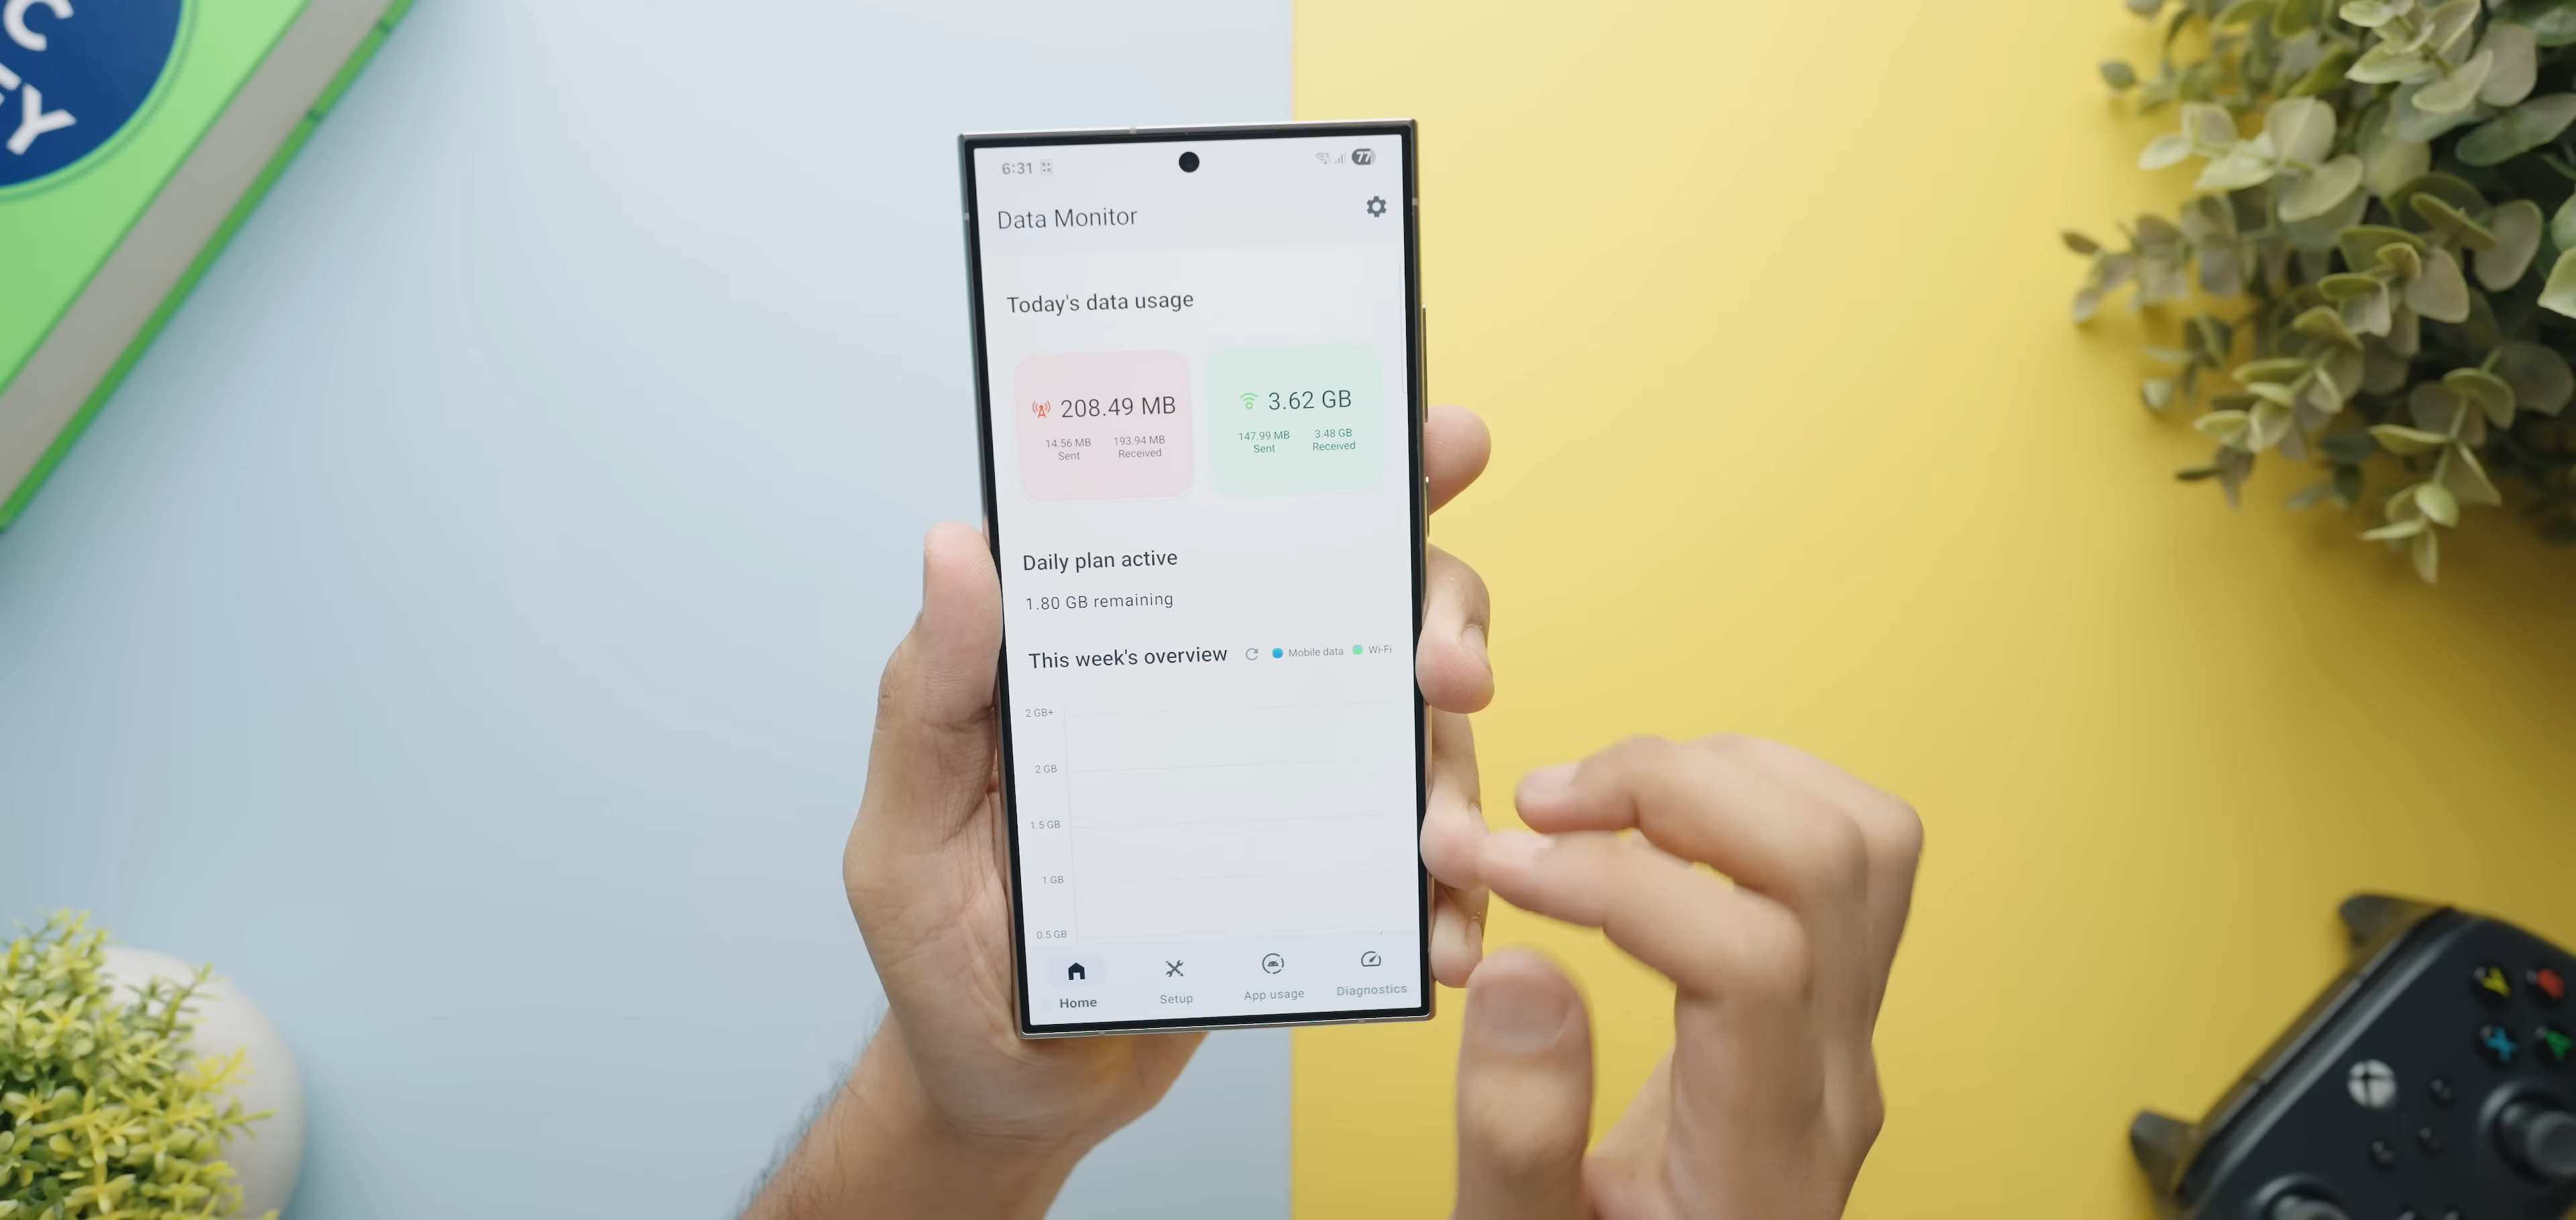 C
EY
6:31
77
Data Monitor
Today's data usage
208.49 MB
14.56 MB
Sent
193.94 MB
Received
3.62 GB
147.99 MB
Sent
3.48 GB
Received
Daily plan active
1.80 GB remaining
This week's overview
Mobile data
Wi-Fi
2 GB+
2 GB
1.5 GB
1 GB
0.5 GB
Home
Setup
App usage
Diagnostics
Y
X
A